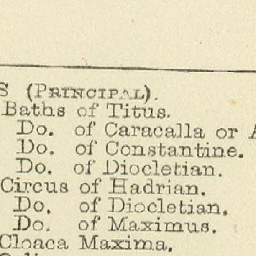 S (PRINCIPAL).
Baths of Titus.
Do. of Caracalla or A
Do. of Constantine.
Do. of Diocletian.
Circus of Hadrian.
Do. of Diocletian.
Do. of Maximus.
Cloaca Maxima.